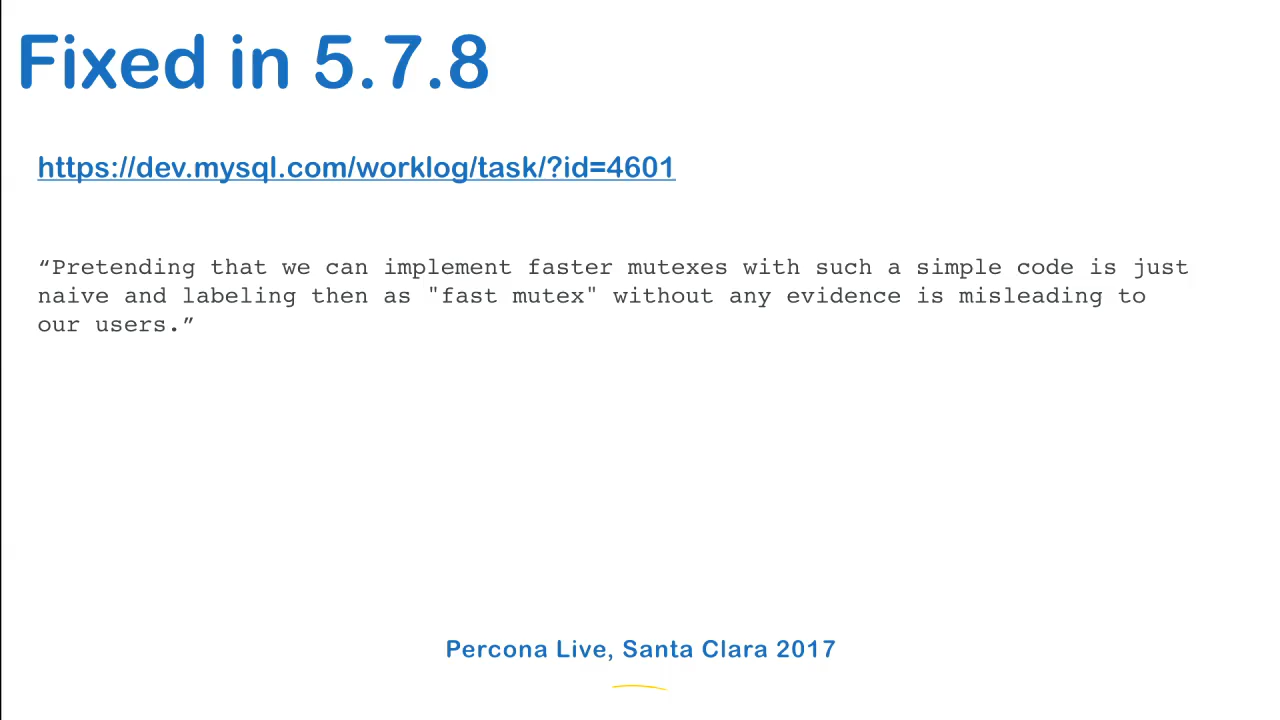 Fixed in 5.7.8
https://dev.mysql.com/worklog/task/?id=4601
“Pretending that we can implement faster mutexes with such a simple code is just
naive and labeling then as "fast mutex" without any evidence is misleading to
our users.”
Percona Live, Santa Clara 2017